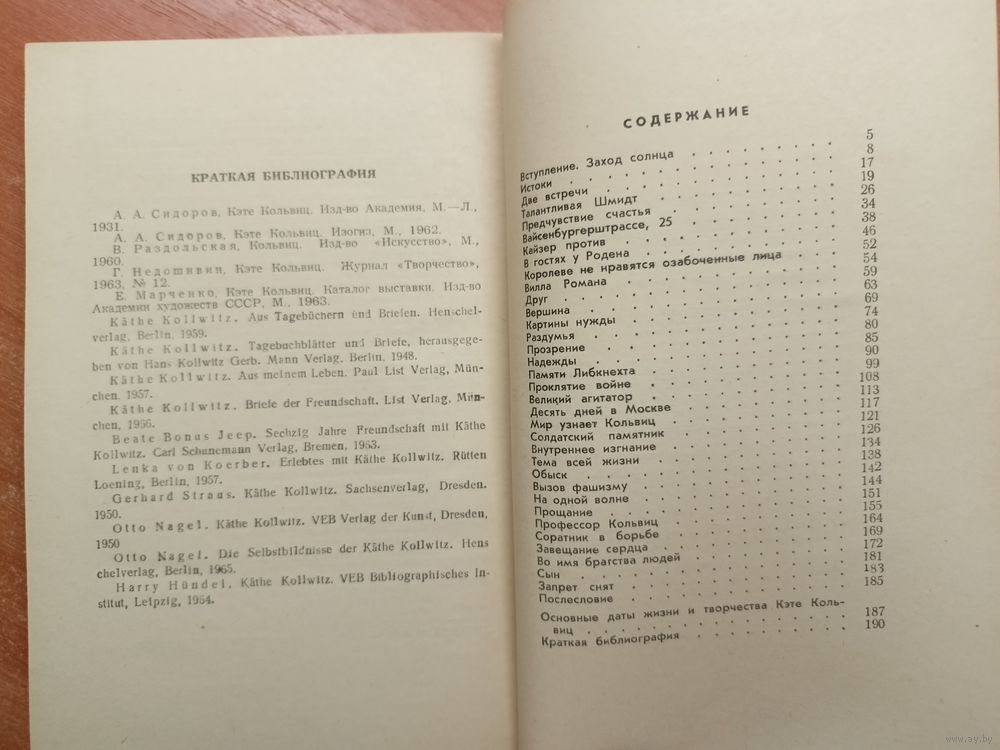 КРАТКАЯ БИБЛИОГРАФИЯ
А. А. Сидоров, Кэте Кольвиц. Изд-во Академия, М.—Л.,
1931.
А. А. Сидоров, Кэте Кольвиц. Изогиз, М., 1962.
В. Раздольская, Кольвиц. Изд-во «Искусство», М.,
1960.
Г. Недошивин, Кэте Кольвиц. Журнал «Творчество»,
1963, № 12.
Е. Марченко, Кэте Кольвиц. Каталог выставки. Изд-во
Академии художеств СССР, М., 1963.
Käthe Kollwitz. Aus Tagebüchern und Briefen. Henschel-
verlag, Berlin, 1959.
Käthe Kollwitz. Tagebuchblätter und Briefe, herausgege-
ben von Hans Kollwitz Gerb. Mann Verlag. Berlin, 1948.
Käthe Kollwitz. Aus meinem Leben. Paul List Verlag, Mün-
chen. 1957.
Käthe Kollwitz. Briefe der Freundschaft. List Verlag, Mün-
chen, 1956.
Beate Bonus Jeep. Sechzig Jahre Freundschaft mit Käthe
Kollwitz. Carl Schunemann Verlag, Bremen, 1963.
Lenka von Koerber. Erlebtes mit Käthe Kollwitz. Rütten
Loening, Berlin, 1957.
Gerhard Straus. Käthe Kollwitz. Sachsenverlag, Dresden.
1950.
Otto Nagel. Käthe Kollwitz. VEB Verlag der Kunst, Dresden,
1950
Otto Nagel. Die Selbstbildnisse der Käthe Kollwitz. Hens
chelverlag, Berlin, 1965.
Harry Hündel. Käthe Kollwitz. VEB Bibliographisches In-
stitut, Leipzig, 1954.
СОДЕРЖАНИЕ
Вступление. Заход солнца 5
Истоки 8
Две встречи 17
Талантливая Шмидт 19
Предчувствие счастья 26
Вайсенбургерштрассе, 25 34
Кайзер против 38
В гостях у Родена 46
Королеве не нравятся озабоченные лица 52
Вилла Романа 54
Друг 59
Вершина 63
Картины нужды 69
Раздумья 74
Прозрение 80
Надежды 85
Памяти Либкнехта 90
Проклятие войне 99
Великий агитатор 108
Десять дней в Москве 113
Мир узнает Кольвиц 117
Солдатский памятник 121
Внутреннее изгнание 126
Тема всей жизни 134
Обыск 138
Вызов фашизму 142
На одной волне 144
Прощание 151
Профессор Кольвиц 155
Соратник в борьбе 164
Завещание сердца 169
Во имя братства людей 172
Сын 181
Запрет снят 183
Послесловие 185
Основные даты жизни и творчества Кэте Коль-
виц 187
Краткая библиография 190
www.ay.by